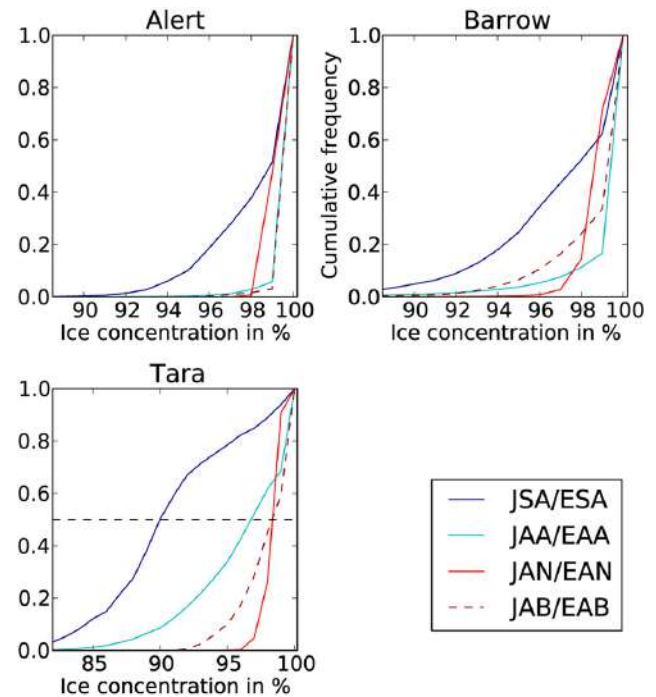 Alert
1.0
0.8
0.6
0.4
0.2
0.0
90 92 94 96 98 100
Ice concentration in %
Barrow
Cumulative frequency
1.0
0.8
0.6
0.4
0.2
0.0
90 92 94 96 98 100
Ice concentration in %
Tara
1.0
0.8
0.6
0.4
0.2
0.0
85 90 95 100
Ice concentration in %
JSA/ESA
JAA/EAA
JAN/EAN
JAB/EAB